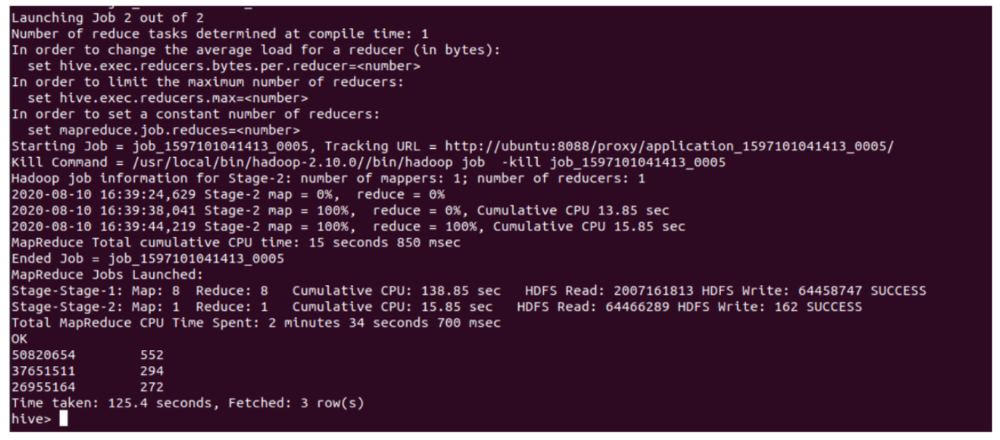 Launching Job 2 out of 2
Number of reduce tasks determined at compile time: 1
In order to change the average load for a reducer (in bytes):
  set hive.exec.reducers.bytes.per.reducer=<number>
In order to limit the maximum number of reducers:
  set hive.exec.reducers.max=<number>
In order to set a constant number of reducers:
  set mapreduce.job.reduces=<number>
Starting Job = job_1597101041413_0005, Tracking URL = http://ubuntu:8088/proxy/application_1597101041413_0005/
Kill Command = /usr/local/bin/hadoop-2.10.0//bin/hadoop job  -kill job_1597101041413_0005
Hadoop job information for Stage-2: number of mappers: 1; number of reducers: 1
2020-08-10 16:39:24,629 Stage-2 map = 0%,  reduce = 0%
2020-08-10 16:39:38,041 Stage-2 map = 100%,  reduce = 0%, Cumulative CPU 13.85 sec
2020-08-10 16:39:44,219 Stage-2 map = 100%,  reduce = 100%, Cumulative CPU 15.85 sec
MapReduce Total cumulative CPU time: 15 seconds 850 msec
Ended Job = job_1597101041413_0005
MapReduce Jobs Launched:
Stage-Stage-1: Map: 8  Reduce: 8   Cumulative CPU: 138.85 sec   HDFS Read: 2007161813 HDFS Write: 64458747 SUCCESS
Stage-Stage-2: Map: 1  Reduce: 1   Cumulative CPU: 15.85 sec   HDFS Read: 64466289 HDFS Write: 162 SUCCESS
Total MapReduce CPU Time Spent: 2 minutes 34 seconds 700 msec
OK
50820654        552
37651511        294
26955164        272
Time taken: 125.4 seconds, Fetched: 3 row(s)
hive>